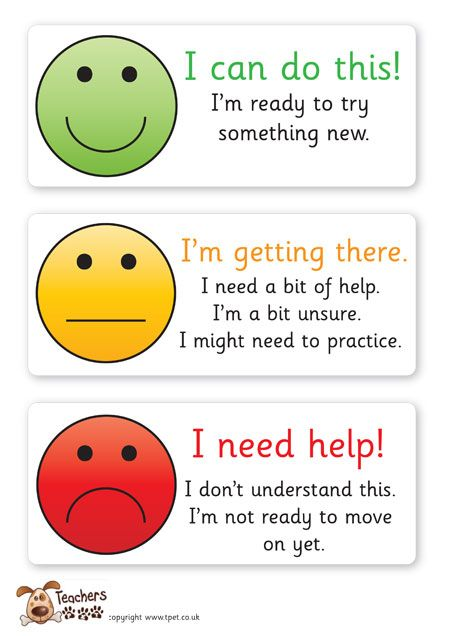 I can do this!
I'm ready to try
something new.
I'm getting there.
I need a bit of help.
I'm a bit unsure.
I might need to practice.
I need help!
I don't understand this.
I'm not ready to move
on yet.
Teachers
copyright www.tpet.co.uk